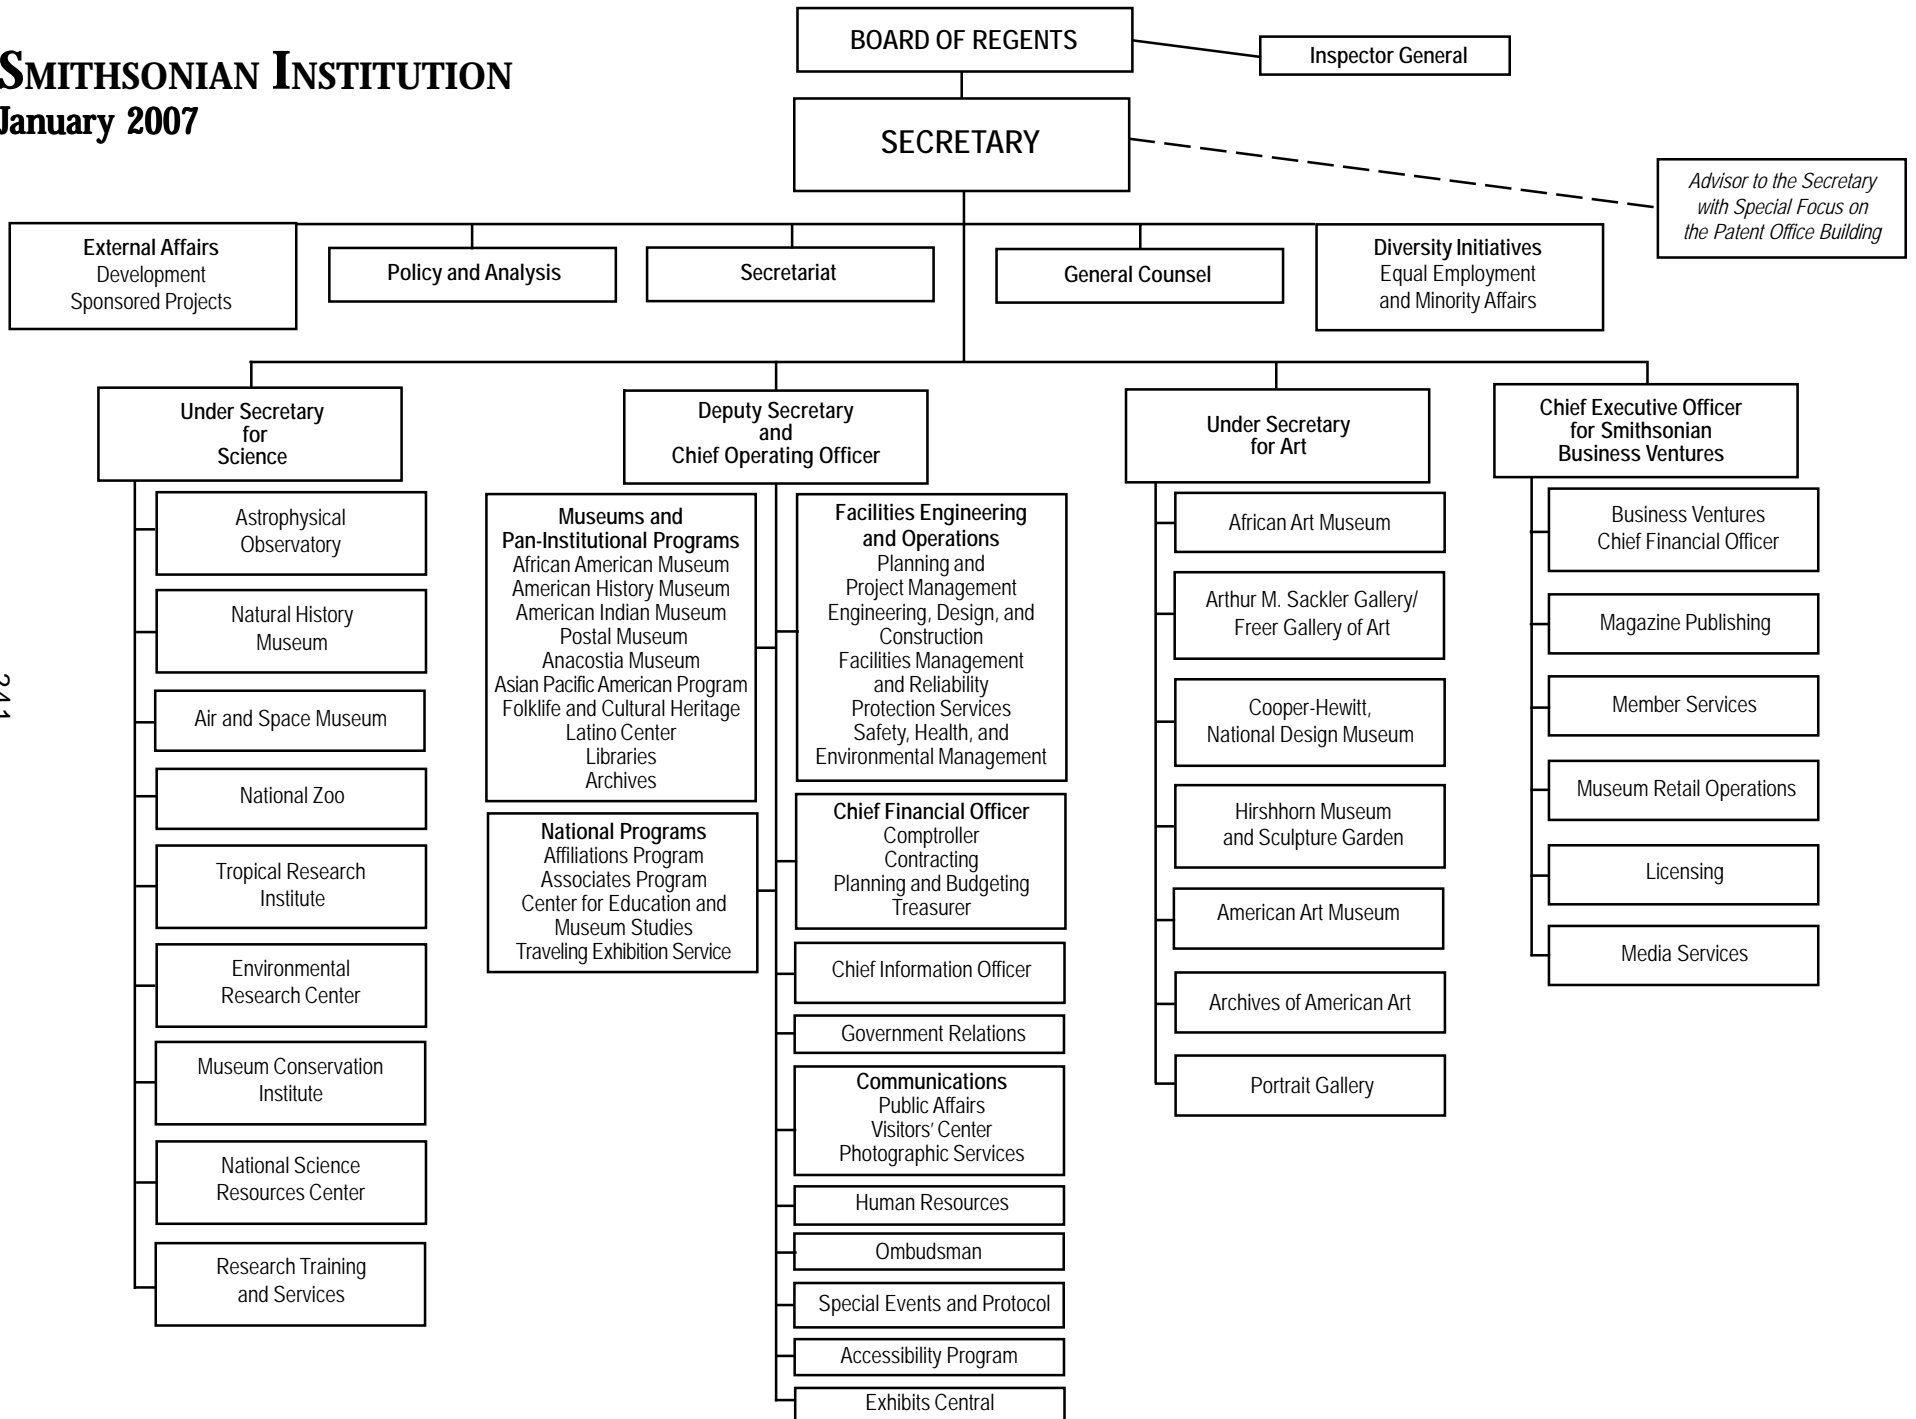 BOARD OF REGENTS
Inspector General
SMITHSONIAN INSTITUTION
January 2007
SECRETARY
Advisor to the Secretary
with Special Focus on
the Patent Office Building
External Affairs
Development
Sponsored Projects
Policy and Analysis
Secretariat
General Counsel
Diversity Initiatives
Equal Employment
and Minority Affairs
Under Secretary
for
Science
Astrophysical
Observatory
Natural History
Museum
Air and Space Museum
National Zoo
Tropical Research
Institute
Environmental
Research Center
Museum Conservation
Institute
National Science
Resources Center
Research Training
and Services
Deputy Secretary
and
Chief Operating Officer
Museums and
Pan-Institutional Programs
African American Museum
American History Museum
American Indian Museum
Postal Museum
Anacostia Museum
Asian Pacific American Program
Folklife and Cultural Heritage
Latino Center
Libraries
Archives
National Programs
Affiliations Program
Associates Program
Center for Education and
Museum Studies
Traveling Exhibition Service
Facilities Engineering
and Operations
Planning and
Project Management
Engineering, Design, and
Construction
Facilities Management
and Reliability
Protection Services
Safety, Health, and
Environmental Management
Chief Financial Officer
Comptroller
Contracting
Planning and Budgeting
Treasurer
Chief Information Officer
Government Relations
Communications
Public Affairs
Visitors' Center
Photographic Services
Human Resources
Ombudsman
Special Events and Protocol
Accessibility Program
Exhibits Central
Under Secretary
for Art
African Art Museum
Arthur M. Sackler Gallery/
Freer Gallery of Art
Cooper-Hewitt,
National Design Museum
Hirshhorn Museum
and Sculpture Garden
American Art Museum
Archives of American Art
Portrait Gallery
Chief Executive Officer
for Smithsonian
Business Ventures
Business Ventures
Chief Financial Officer
Magazine Publishing
Member Services
Museum Retail Operations
Licensing
Media Services